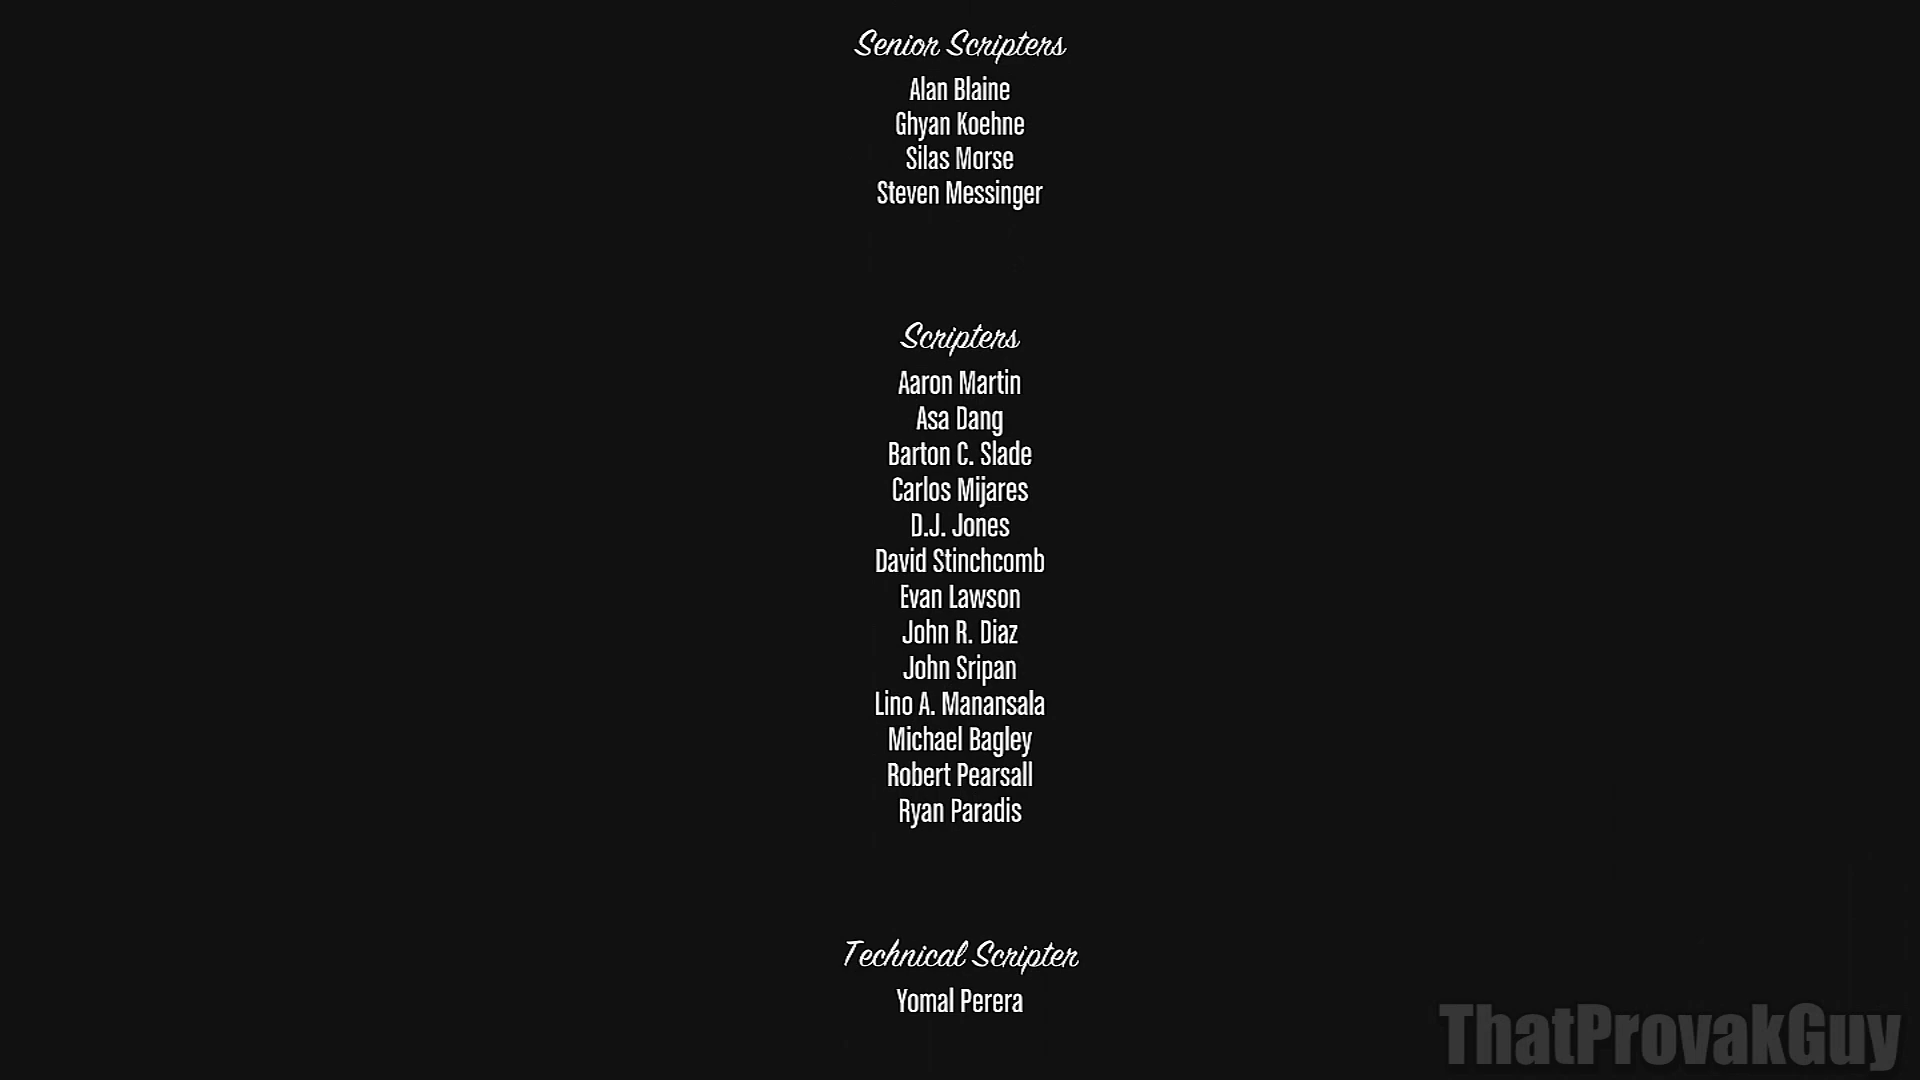 Senior Scripters
Alan Blaine
Ghyan Koehne
Silas Morse
Steven Messinger
Scripters
Aaron Martin
Asa Dang
Barton C. Slade
Carlos Mijares
D.J. Jones
David Stinchcomb
Evan Lawson
John R. Diaz
John Sripan
Lino A. Manansala
Michael Bagley
Robert Pearsall
Ryan Paradis
Technical Scripter
Yomal Perera
ThatProvakGuy